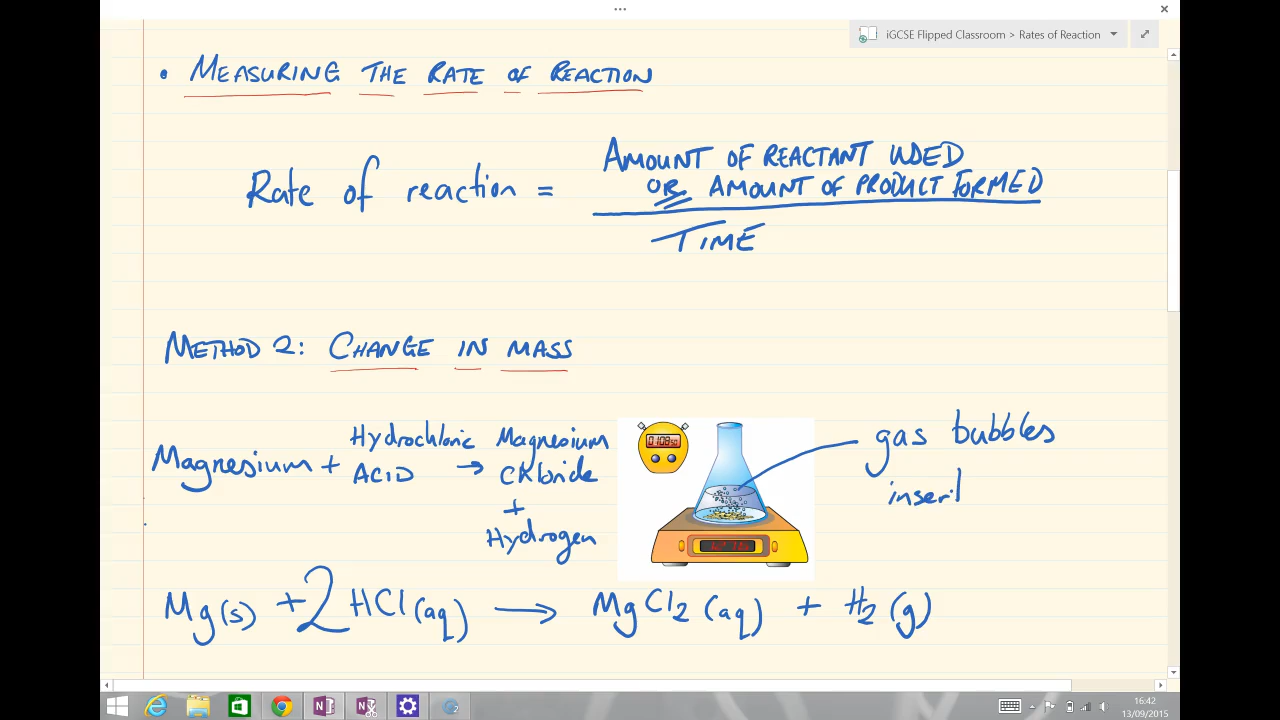 iGCSE Flipped Classroom > Rates of Reaction
• MEASURING THE RATE OF REACTION
Rate of reaction =
AMOUNT OF REACTANT USED
OR AMOUNT OF PRODUCT FORMED
TIME
METHOD 2: CHANGE IN MASS
Magnesium + Hydrochloric ACID → Magnesium Chloride + Hydrogen
gas bubbles
Mg(s) + 2HCl(aq) → MgCl2(aq) + H2(g)
16:42
13/09/2015